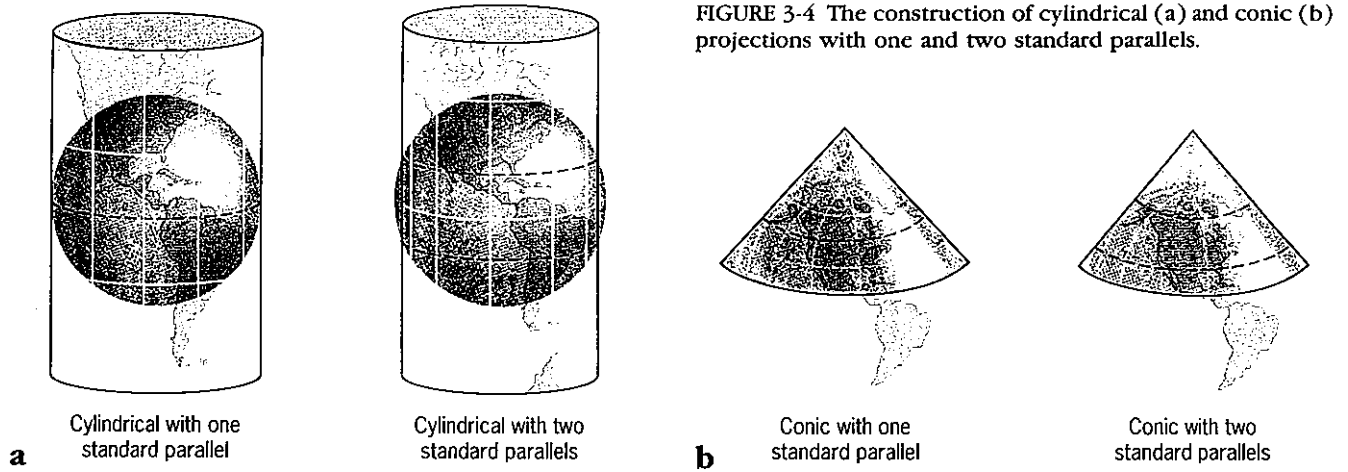 FIGURE 3-4 The construction of cylindrical (a) and conic (b)
projections with one and two standard parallels.
a
Cylindrical with one
standard parallel
Cylindrical with two
standard parallels
b
Conic with one
standard parallel
Conic with two
standard parallels